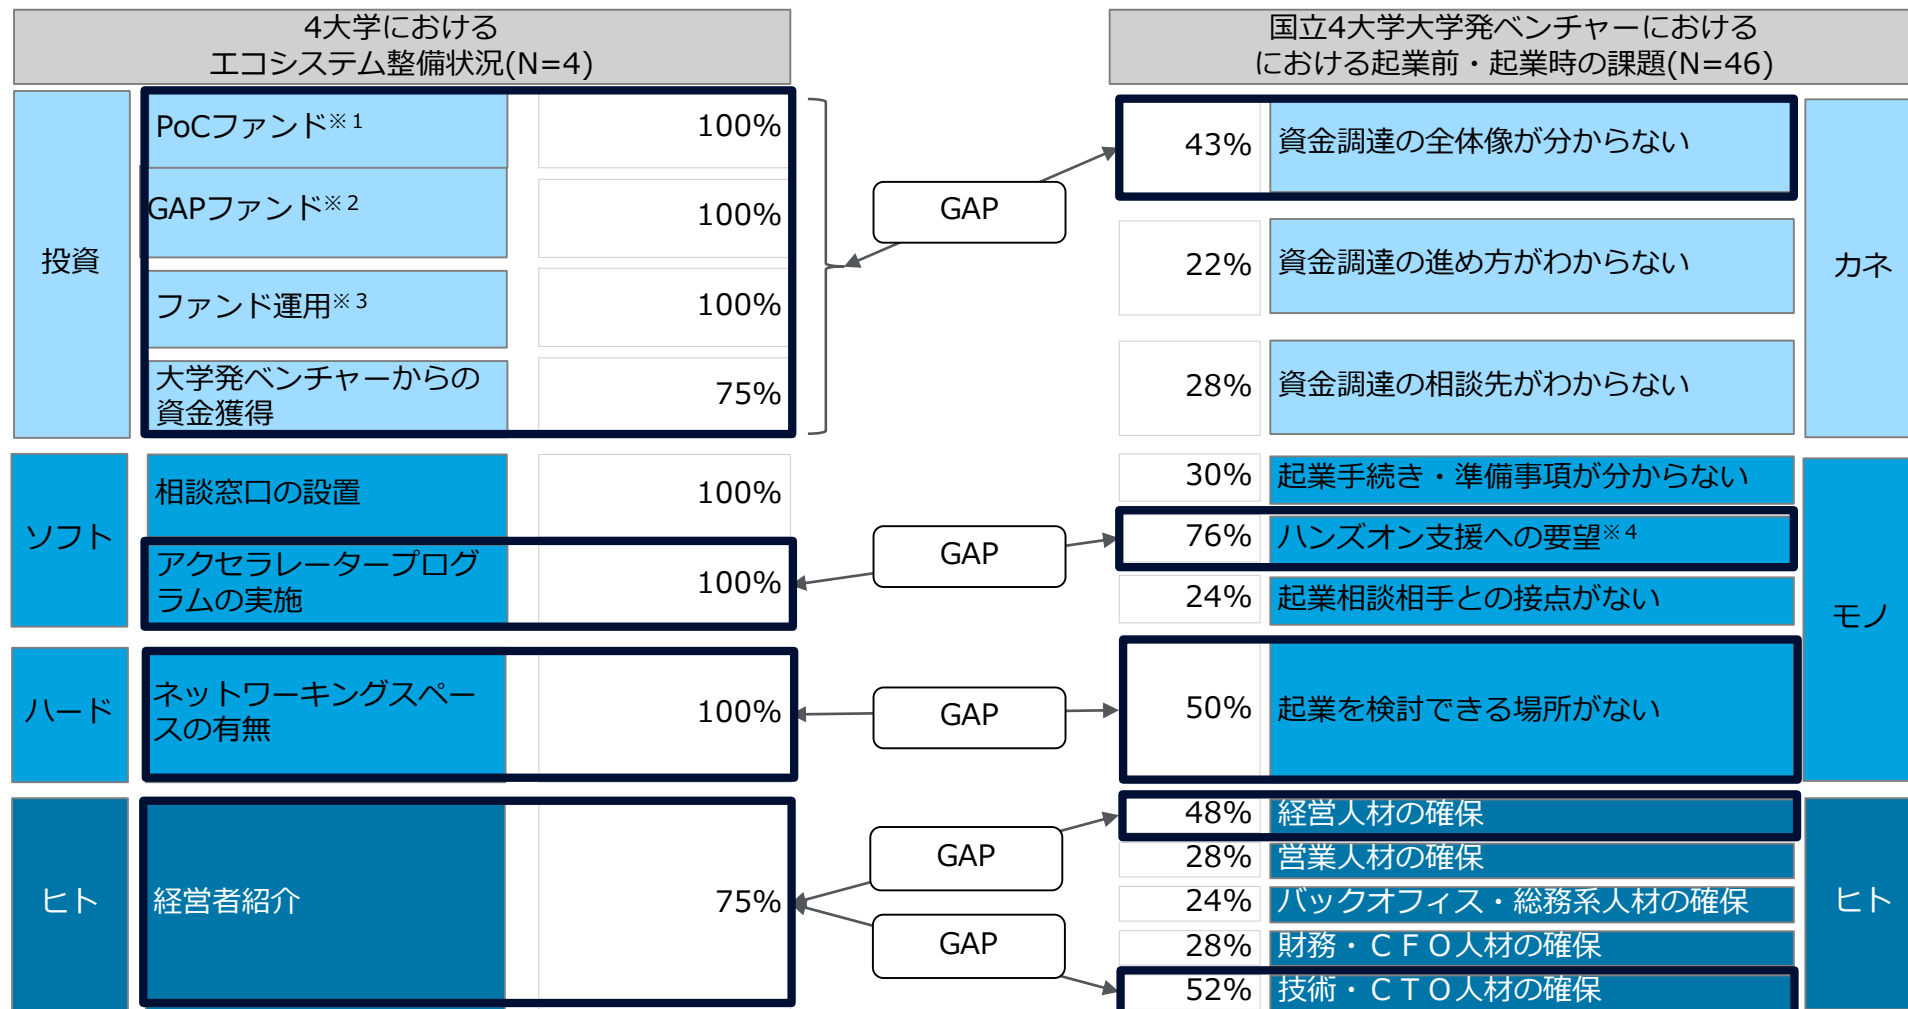 4大学における
エコシステム整備状況(N=4)
投資
PoCファンド※1
100%
GAPファンド※2
100%
ファンド運用※3
100%
大学発ベンチャーからの
資金獲得
75%
ソフト
相談窓口の設置
100%
アクセラレータープログ
ラムの実施
100%
ハード
ネットワーキングスペー
スの有無
100%
ヒト
経営者紹介
75%
GAP
GAP
GAP
GAP
GAP
国立4大学大学発ベンチャーにおける
における起業前・起業時の課題(N=46)
43%
資金調達の全体像が分からない
22%
資金調達の進め方がわからない
28%
資金調達の相談先がわからない
カネ
30%
起業手続き・準備事項が分からない
76%
ハンズオン支援への要望※4
24%
起業相談相手との接点がない
50%
起業を検討できる場所がない
モノ
48%
経営人材の確保
28%
営業人材の確保
24%
バックオフィス・総務系人材の確保
28%
財務・ＣＦＯ人材の確保
52%
技術・ＣＴＯ人材の確保
ヒト